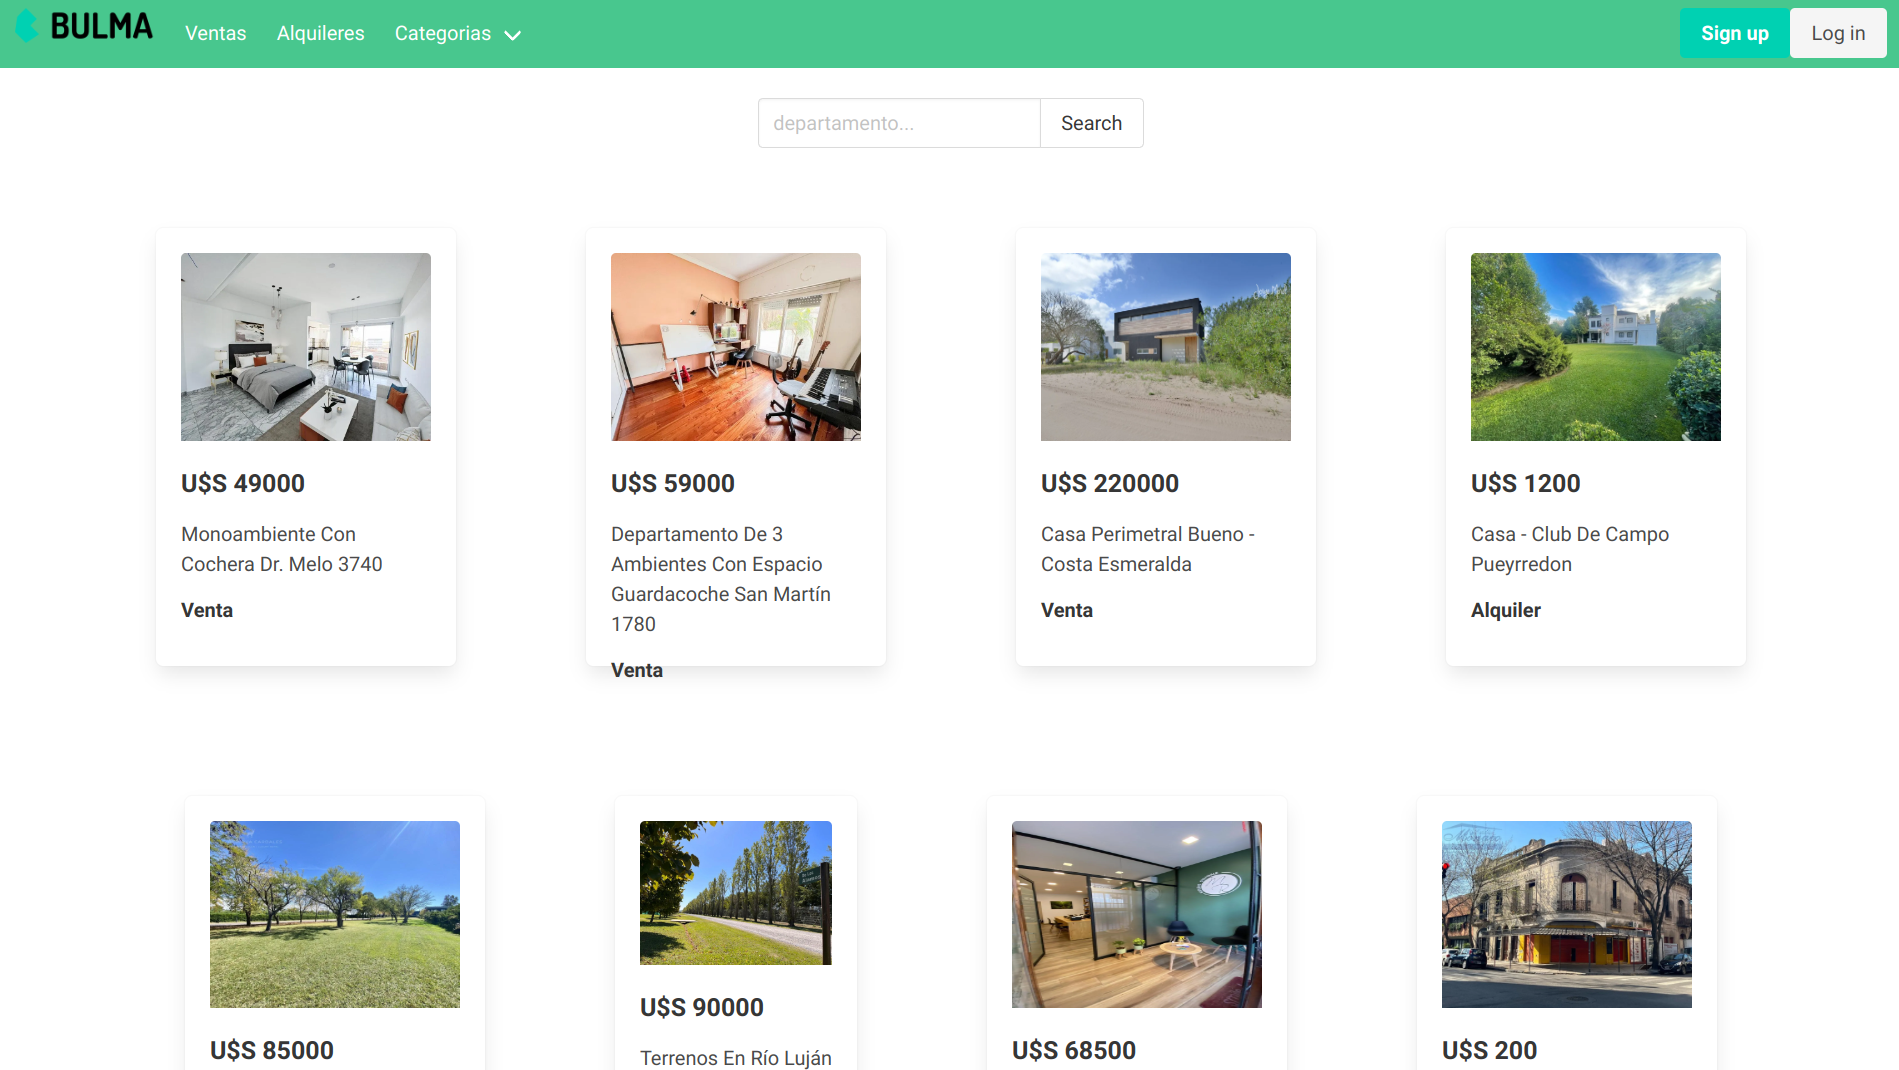 BULMA
Ventas
Alquileres
Categorias
Sign up
Log in
departamento...
Search
U$S 49000
Monoambiente Con
Cochera Dr. Melo 3740
Venta
U$S 59000
Departamento De 3
Ambientes Con Espacio
Guardacoche San Martín
1780
Venta
U$S 220000
Casa Perimetral Bueno -
Costa Esmeralda
Venta
U$S 1200
Casa - Club De Campo
Pueyrredon
Alquiler
U$S 85000
U$S 90000
Terrenos En Río Luján
U$S 68500
U$S 200